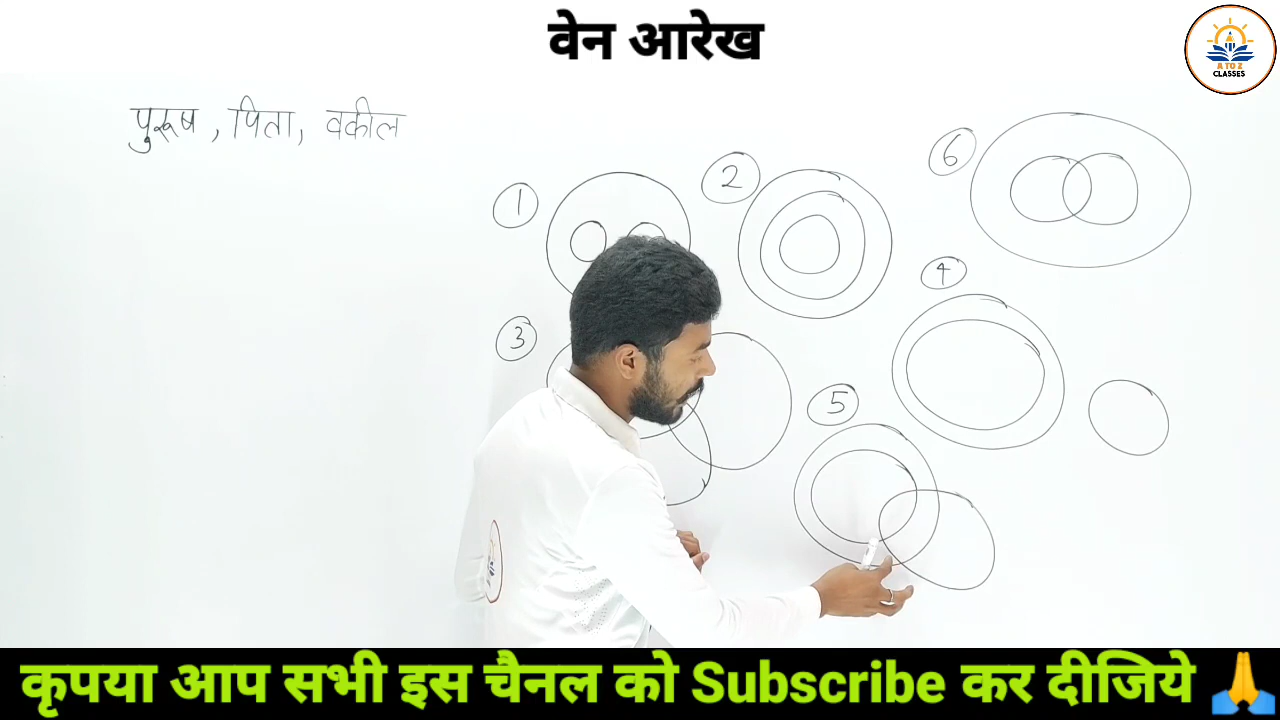 वेन आरेख
A TO Z
CLASSES
पुरूष, पिता, वकील
1
2
6
4
3
5
कृपया आप सभी इस चैनल को Subscribe कर दीजिये 🙏